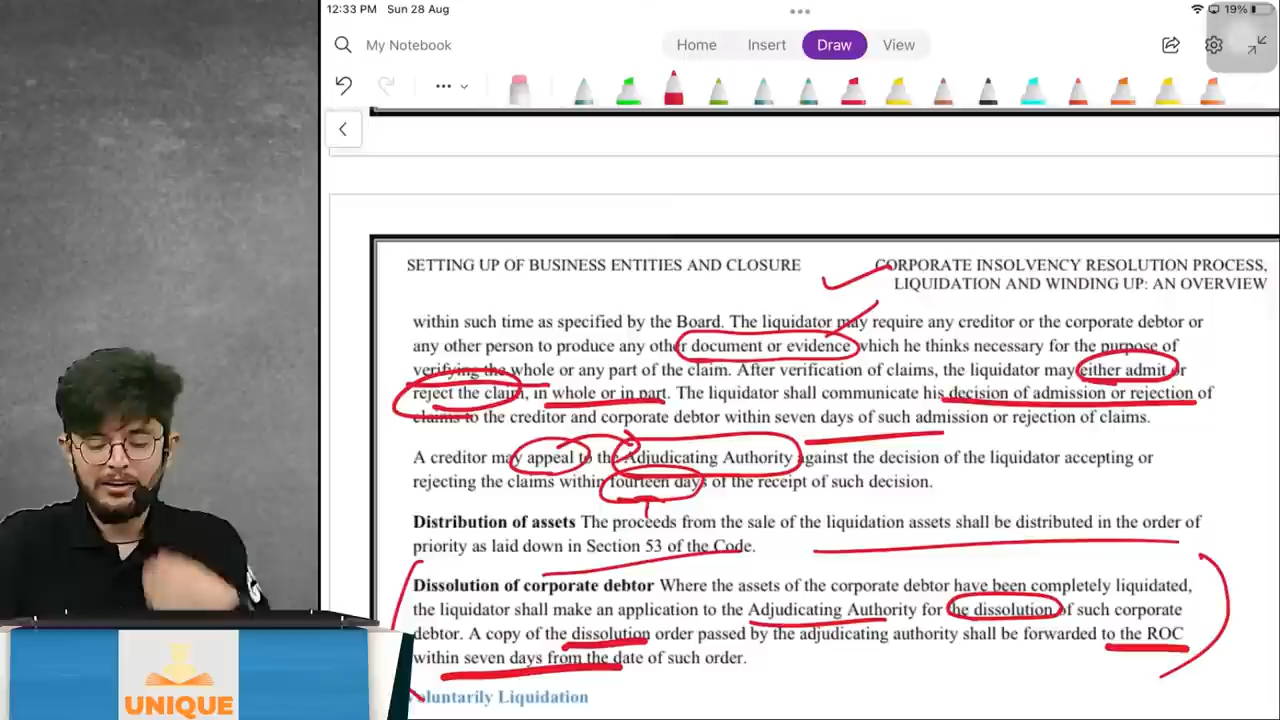 12:33 PM Sun 28 Aug
19%
My Notebook
Home Insert Draw View
SETTING UP OF BUSINESS ENTITIES AND CLOSURE
CORPORATE INSOLVENCY RESOLUTION PROCESS,
LIQUIDATION AND WINDING UP: AN OVERVIEW
within such time as specified by the Board. The liquidator may require any creditor or the corporate debtor or
any other person to produce any other document or evidence which he thinks necessary for the purpose of
verifying the whole or any part of the claim. After verification of claims, the liquidator may either admit or
reject the claim, in whole or in part. The liquidator shall communicate his decision of admission or rejection of
claims to the creditor and corporate debtor within seven days of such admission or rejection of claims.
A creditor may appeal to the Adjudicating Authority against the decision of the liquidator accepting or
rejecting the claims within fourteen days of the receipt of such decision.
Distribution of assets The proceeds from the sale of the liquidation assets shall be distributed in the order of
priority as laid down in Section 53 of the Code.
Dissolution of corporate debtor Where the assets of the corporate debtor have been completely liquidated,
the liquidator shall make an application to the Adjudicating Authority for the dissolution of such corporate
debtor. A copy of the dissolution order passed by the adjudicating authority shall be forwarded to the ROC
within seven days from the date of such order.
Voluntarily Liquidation
UNIQUE